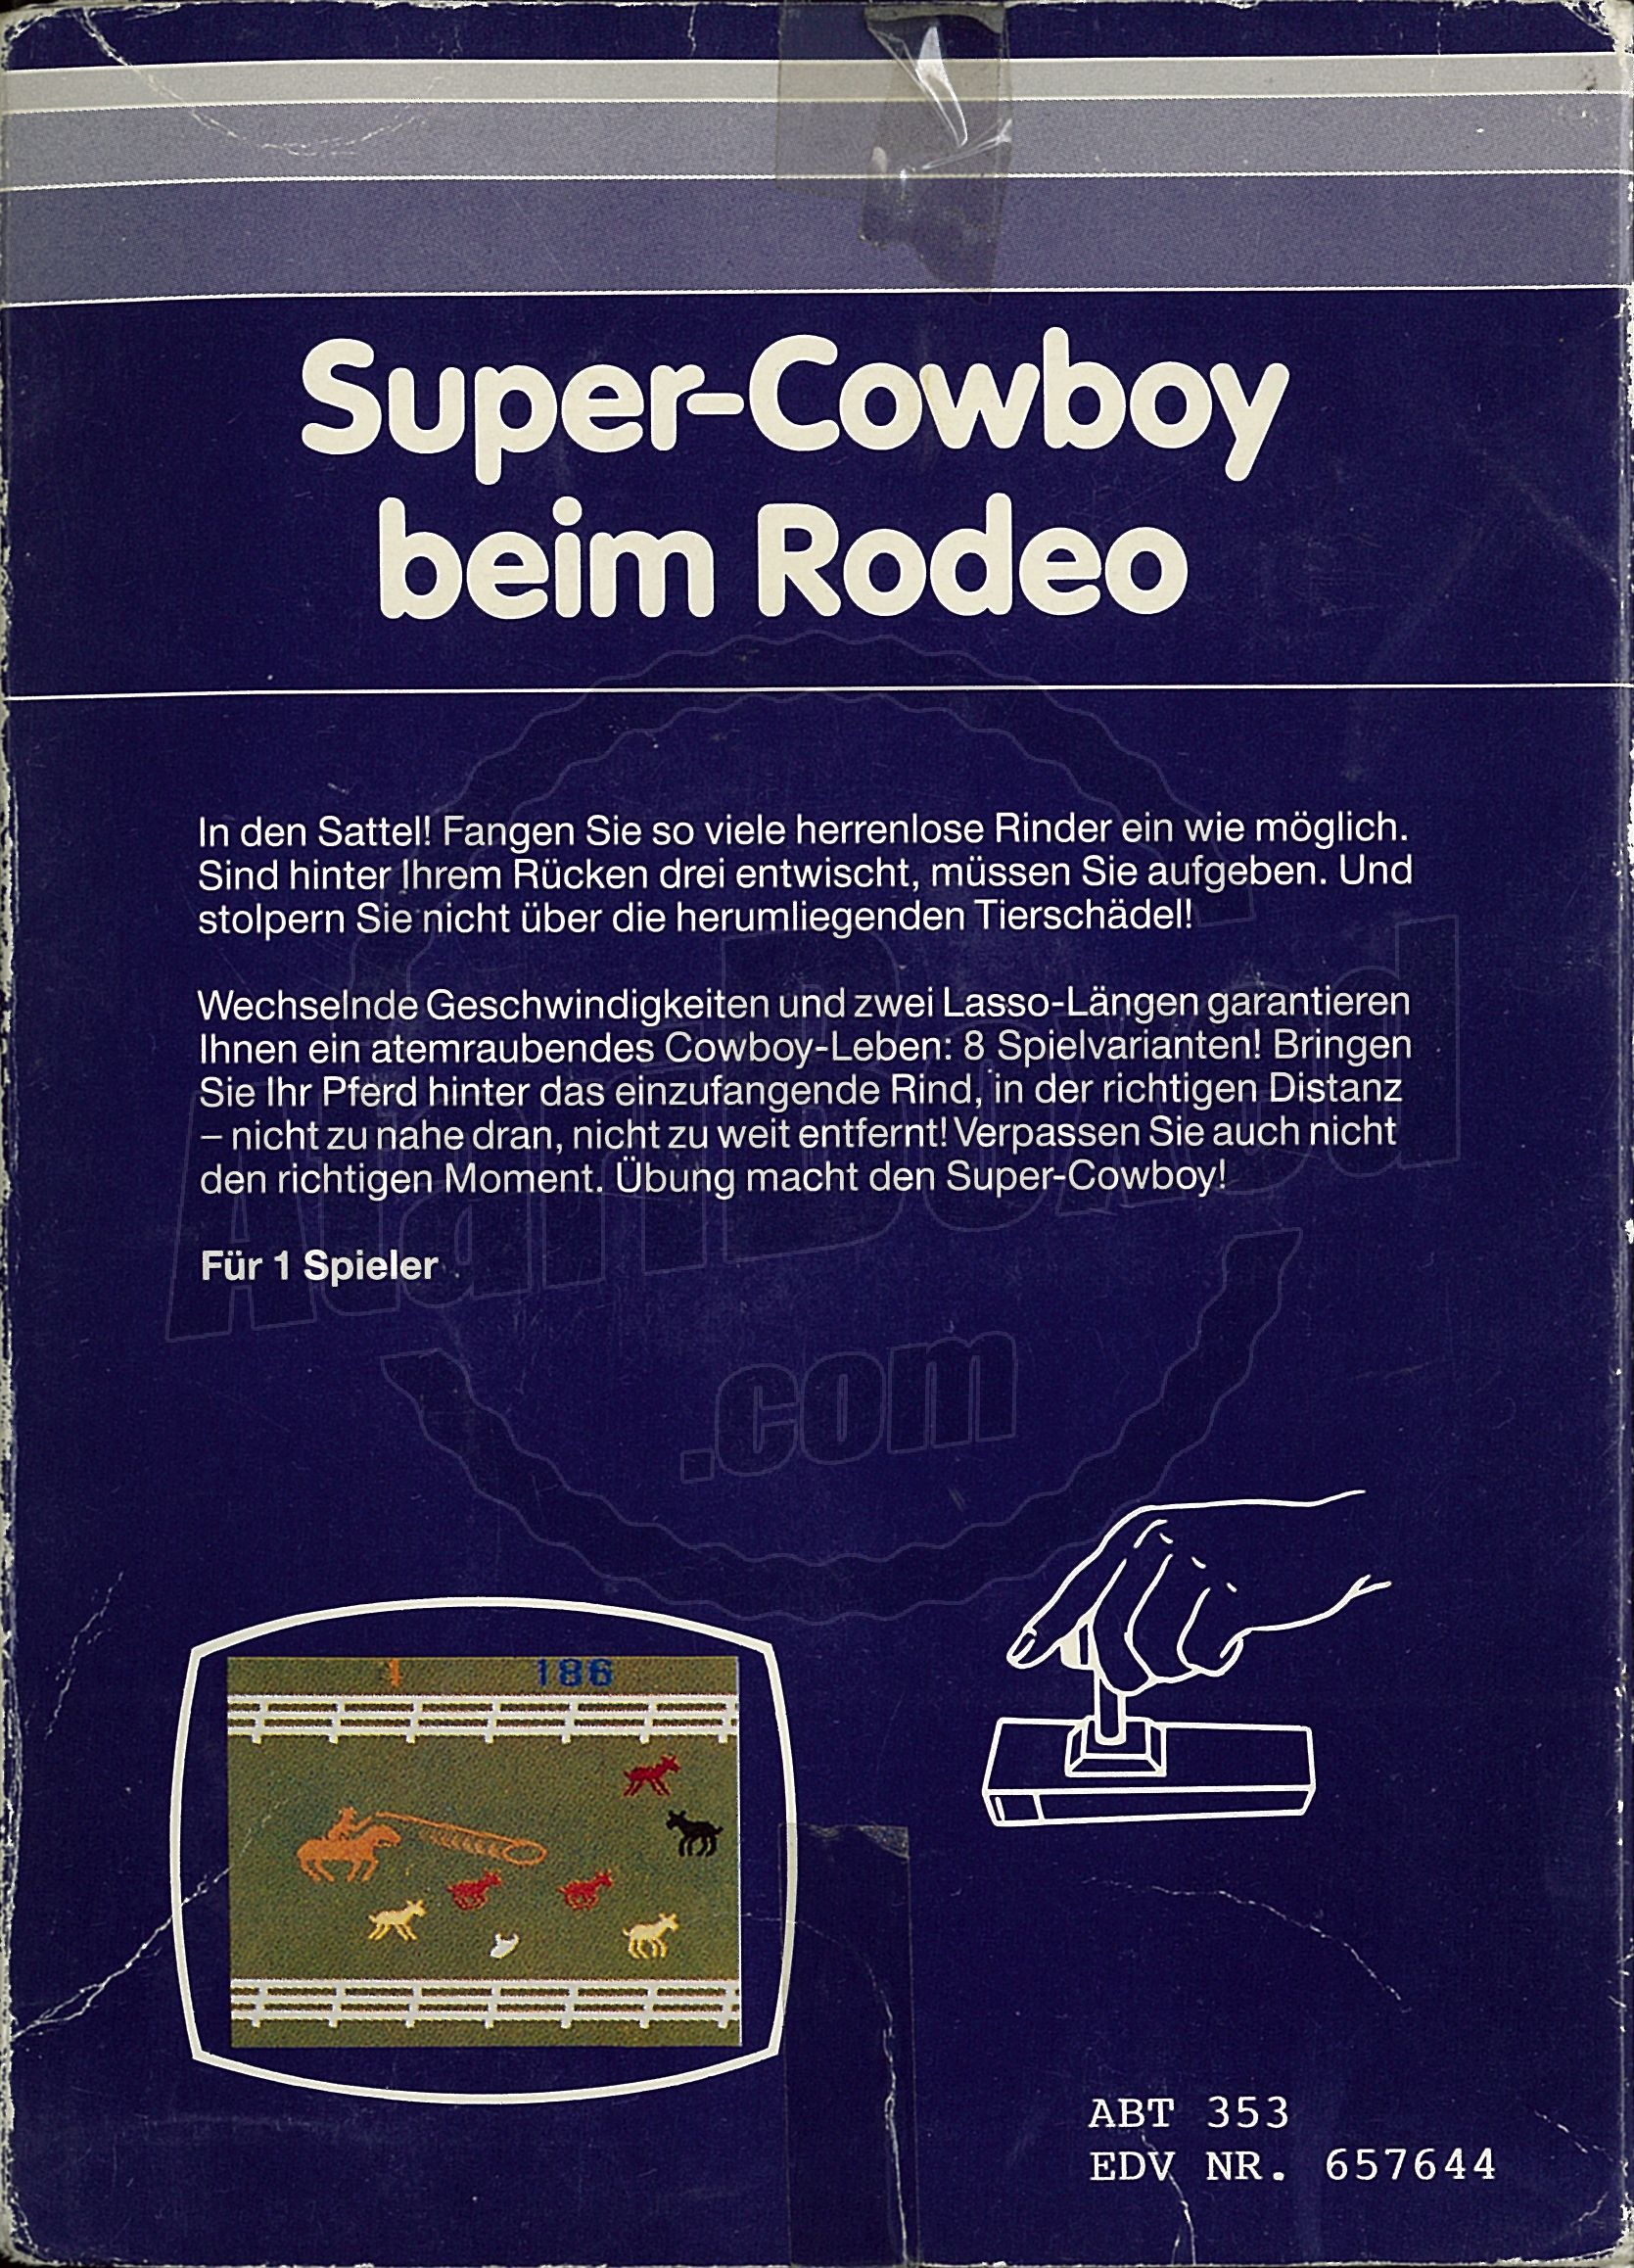 Super-Cowboy
beim Rodeo
In den Sattel! Fangen Sie so viele herrenlose Rinder ein wie möglich.
Sind hinter Ihrem Rücken drei entwischt, müssen Sie aufgeben. Und
stolpern Sie nicht über die herumliegenden Tierschädel!
Wechselnde Geschwindigkeiten und zwei Lasso-Längen garantieren
Ihnen ein atemraubendes Cowboy-Leben: 8 Spielvarianten! Bringen
Sie Ihr Pferd hinter das einzufangende Rind, in der richtigen Distanz
– nicht zu nahe dran, nicht zu weit entfernt! Verpassen Sie auch nicht
den richtigen Moment. Übung macht den Super-Cowboy!
Für 1 Spieler
AtariBoxed
.com
186
ABT 353
EDV NR. 657644